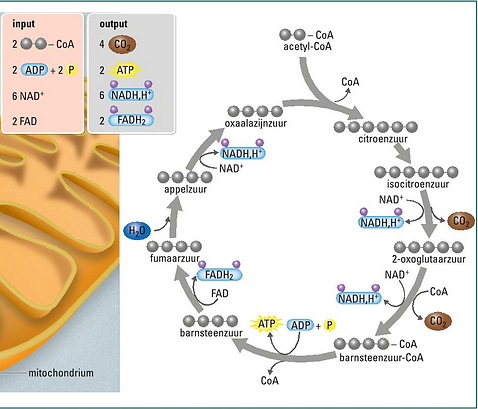 input
output
2 – CoA
4 CO₂
2 ADP + 2 P
2 ATP
6 NAD⁺
6 NADH,H⁺
2 FAD
2 FADH₂
– CoA
acetyl-CoA
CoA
oxaalazijnzuur
citroenzuur
NADH,H⁺
NAD⁺
appelzuur
isocitroenzuur
NAD⁺
NADH,H⁺
CO₂
H₂O
fumaarzuur
2-oxoglutaarzuur
FADH₂
FAD
NAD⁺
CoA
NADH,H⁺
CO₂
barnsteenzuur
ATP
ADP + P
– CoA
barnsteenzuur-CoA
CoA
mitochondrium